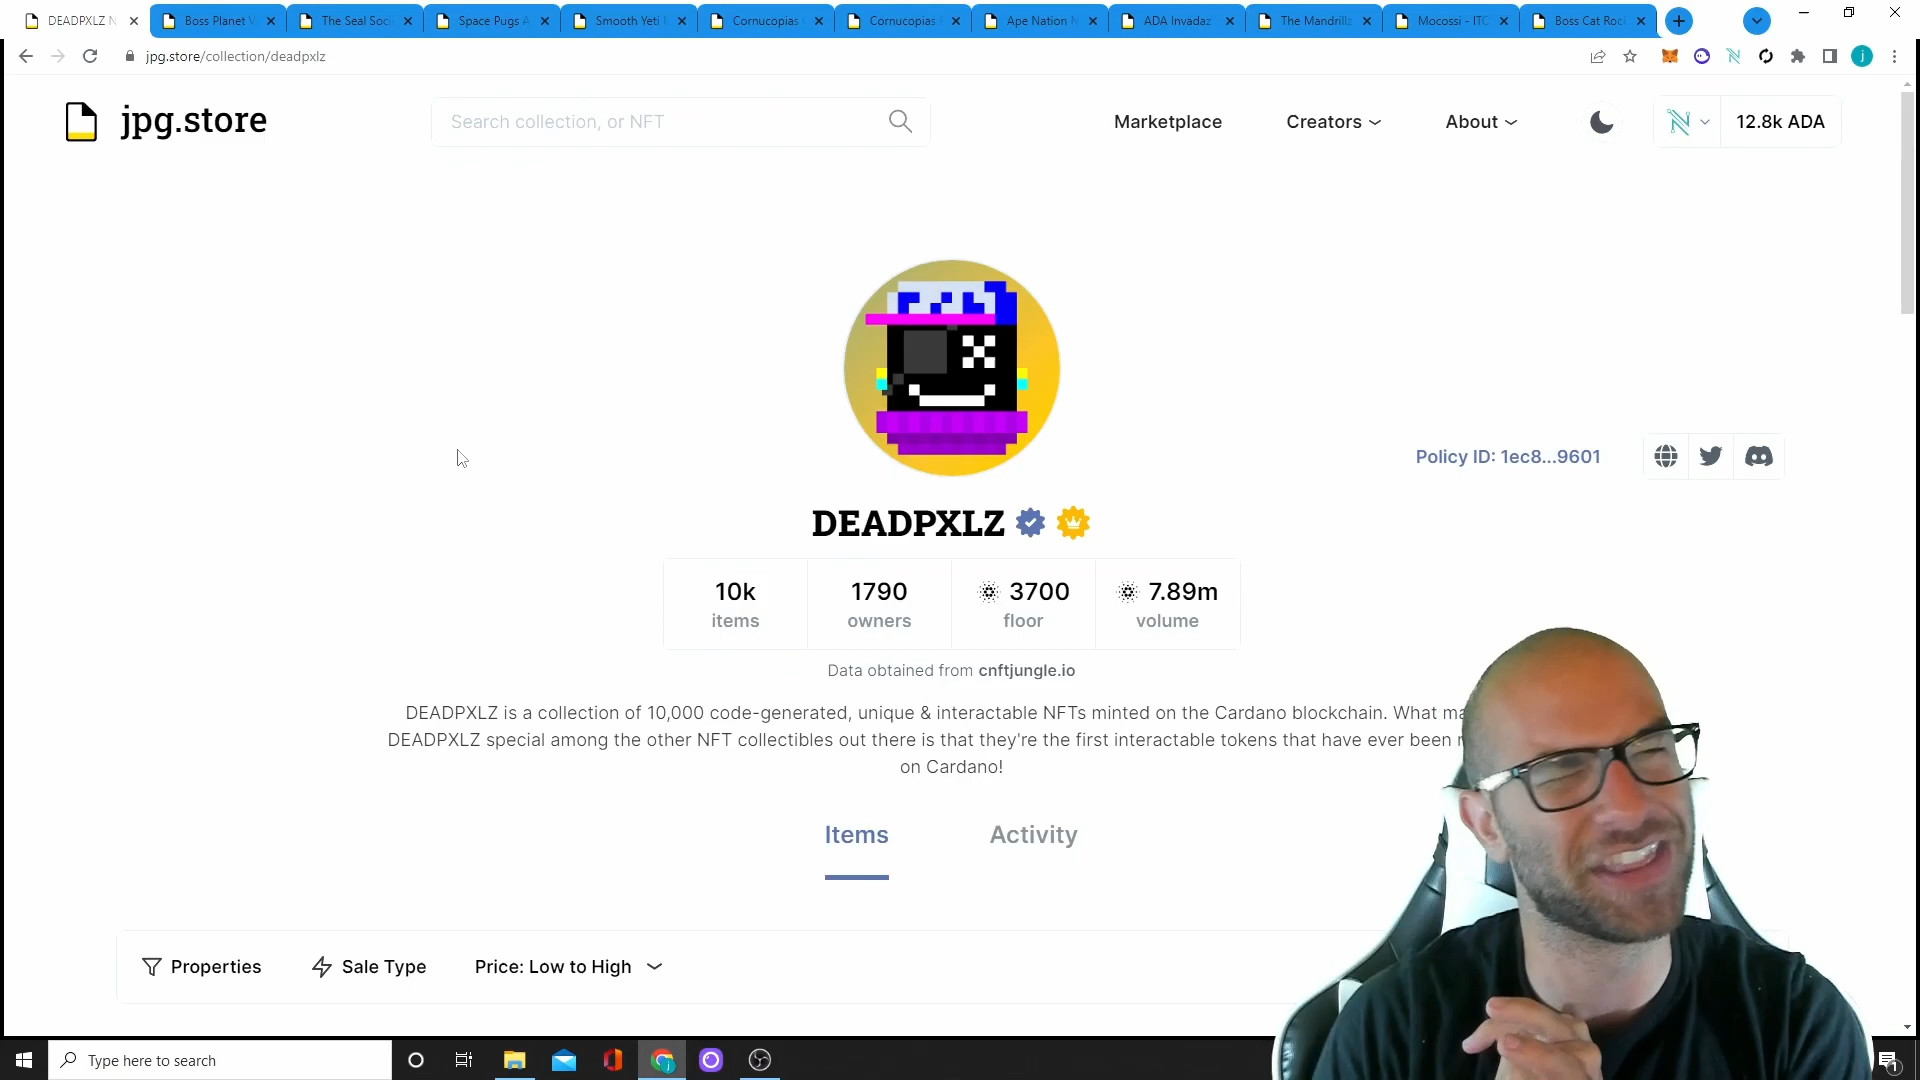 DEADPXLZ N
Boss Planet V
The Seal Soci
Space Pugs A
Smooth Yeti
Cornucopias
Cornucopias
Ape Nation N
ADA Invadaz
The Mandrillz
Mocossi - ITC
Boss Cat Roc
jpg.store/collection/deadpxlz
j
jpg.store
Search collection, or NFT
Marketplace
Creators
About
12.8k ADA
Policy ID: 1ec8...9601
DEADPXLZ
10k
1790
3700
7.89m
items
owners
floor
volume
Data obtained from cnftjungle.io
DEADPXLZ is a collection of 10,000 code-generated, unique & interactable NFTs minted on the Cardano blockchain. What ma
DEADPXLZ special among the other NFT collectibles out there is that they're the first interactable tokens that have ever been
on Cardano!
Items
Activity
Properties
Sale Type
Price: Low to High
Type here to search
j
1